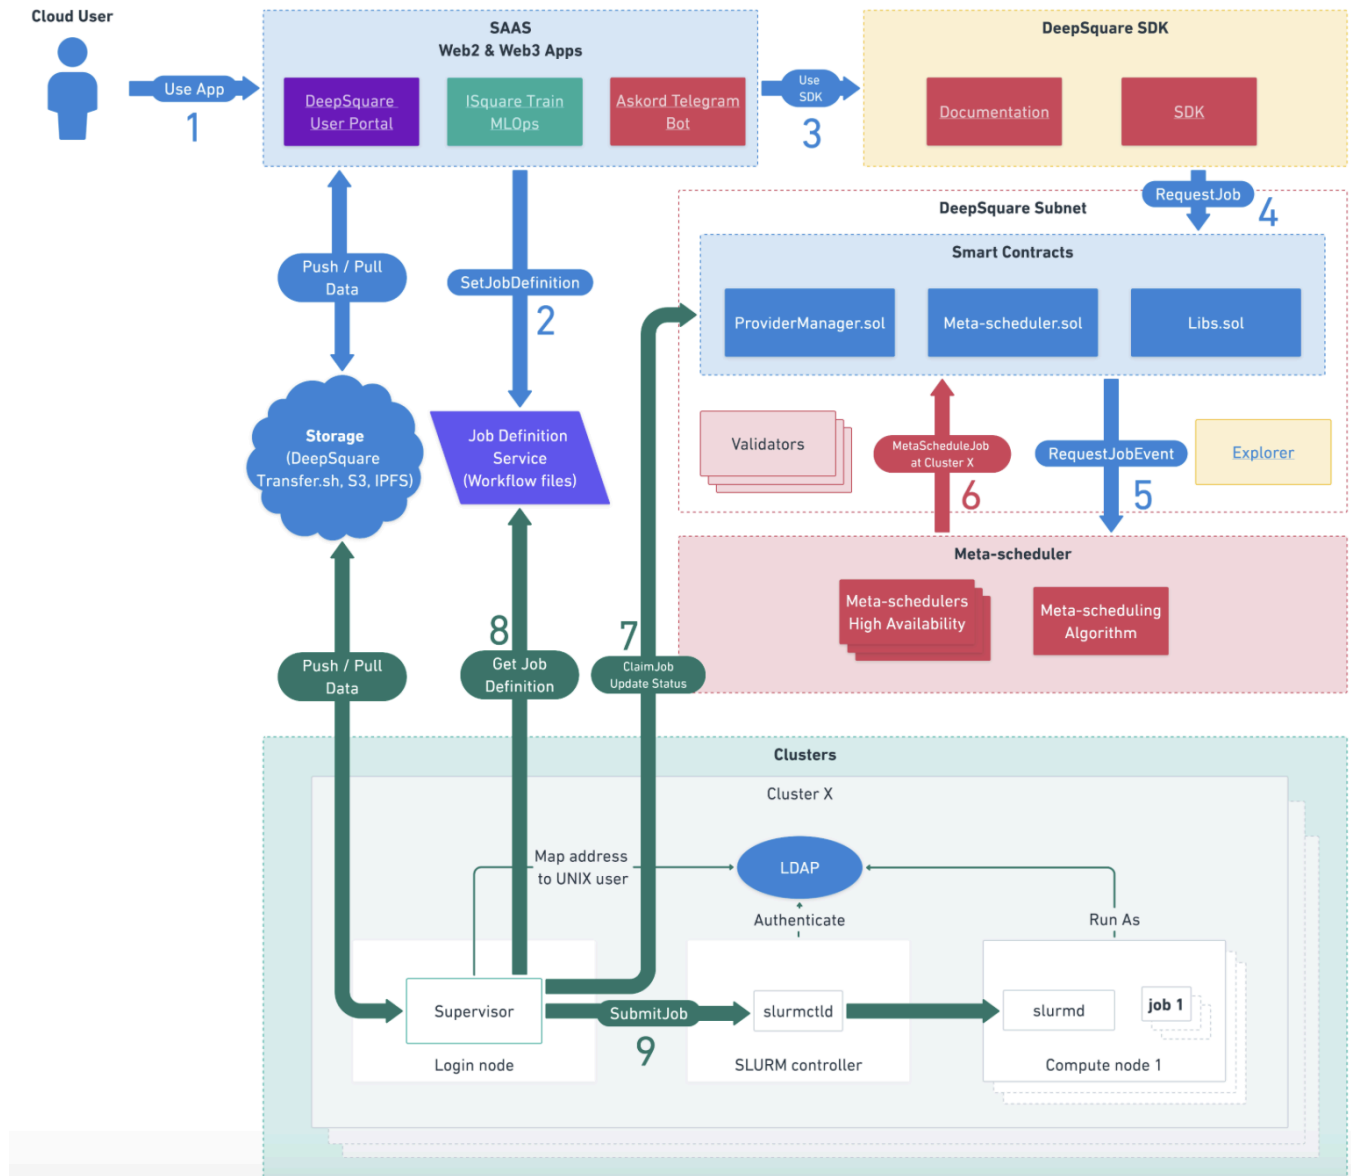 Cloud User
Use App
1
SAAS
Web2 & Web3 Apps
DeepSquare
User Portal
ISquare Train
MLOps
Askord Telegram
Bot
Use
SDK
3
DeepSquare SDK
Documentation
SDK
RequestJob
4
Push / Pull
Data
SetJobDefinition
2
DeepSquare Subnet
Smart Contracts
ProviderManager.sol
Meta-scheduler.sol
Libs.sol
Storage
(DeepSquare
Transfer.sh, S3, IPFS)
Job Definition
Service
(Workflow files)
Validators
MetaScheduleJob
at Cluster X
6
RequestJobEvent
5
Explorer
Meta-scheduler
Meta-schedulers
High Availability
Meta-scheduling
Algorithm
Push / Pull
Data
8
Get Job
Definition
7
ClaimJob
Update Status
Clusters
Cluster X
Map address
to UNIX user
LDAP
Authenticate
Run As
Supervisor
Login node
SubmitJob
9
slurmctld
SLURM controller
slurmd
job 1
Compute node 1